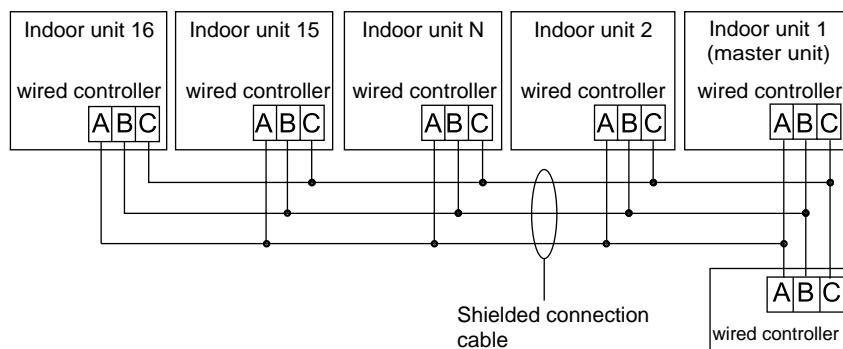 Indoor unit 16
wired controller
A B C
Indoor unit 15
wired controller
A B C
Indoor unit N
wired controller
A B C
Indoor unit 2
wired controller
A B C
Indoor unit 1
(master unit)
wired controller
A B C
Shielded connection
cable
A B C
wired controller